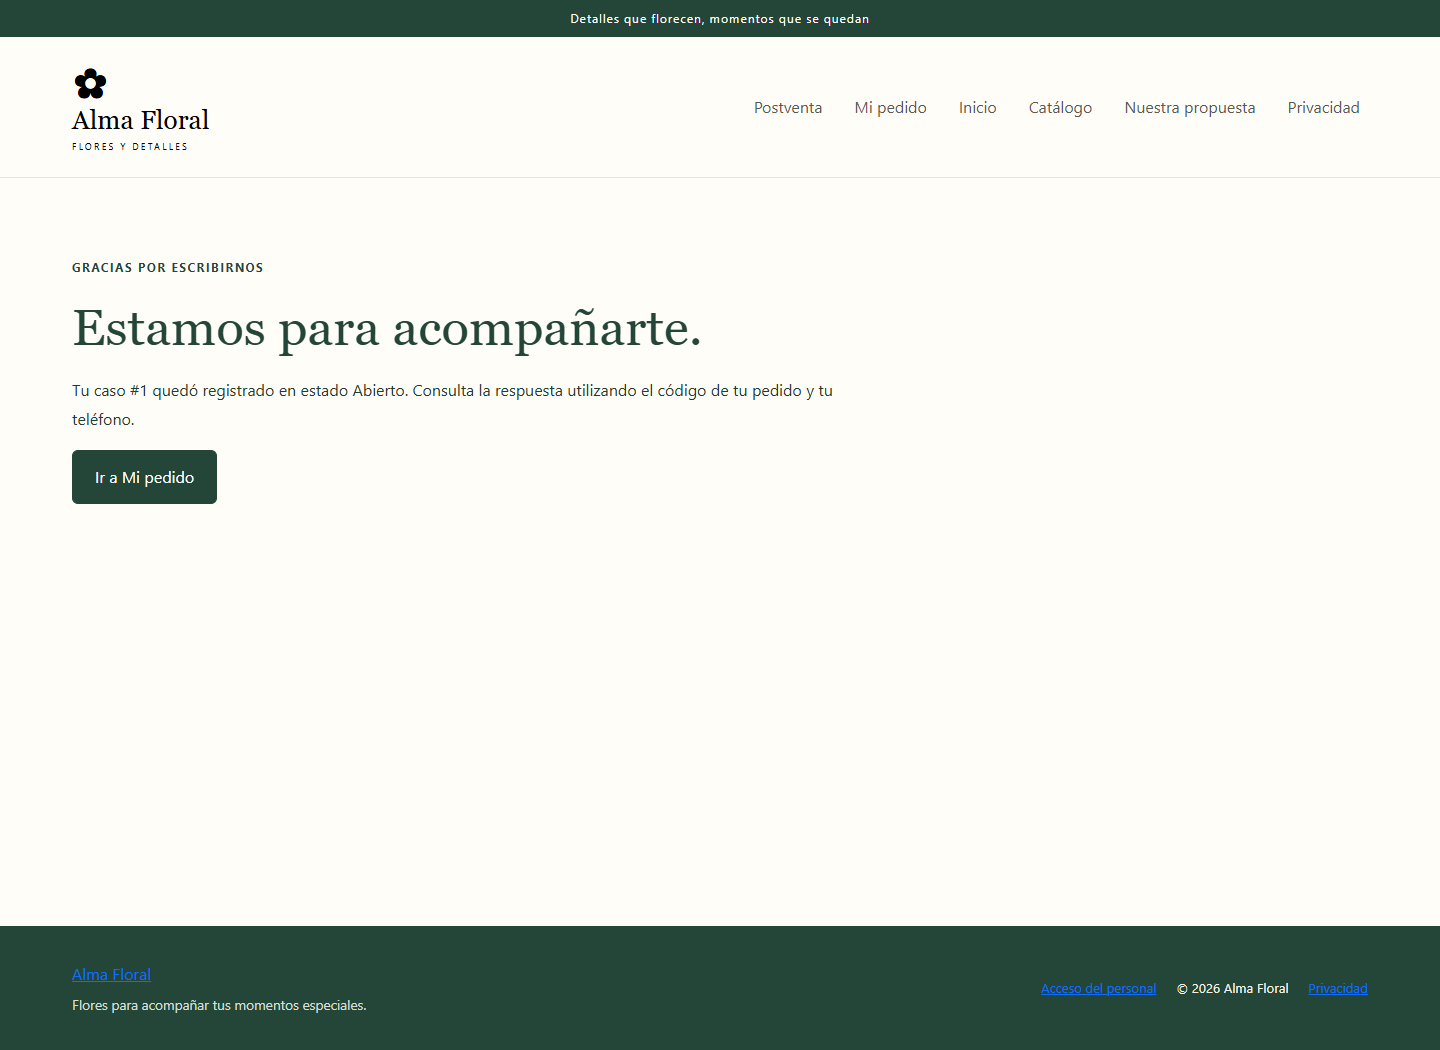 Detalles que florecen, momentos que se quedan
Alma Floral
FLORES Y DETALLES
Postventa Mi pedido Inicio Catálogo Nuestra propuesta Privacidad
GRACIAS POR ESCRIBIRNOS
Estamos para acompañarte.
Tu caso #1 quedó registrado en estado Abierto. Consulta la respuesta utilizando el código de tu pedido y tu
teléfono.
Ir a Mi pedido
Alma Floral
Flores para acompañar tus momentos especiales.
Acceso del personal © 2026 Alma Floral Privacidad